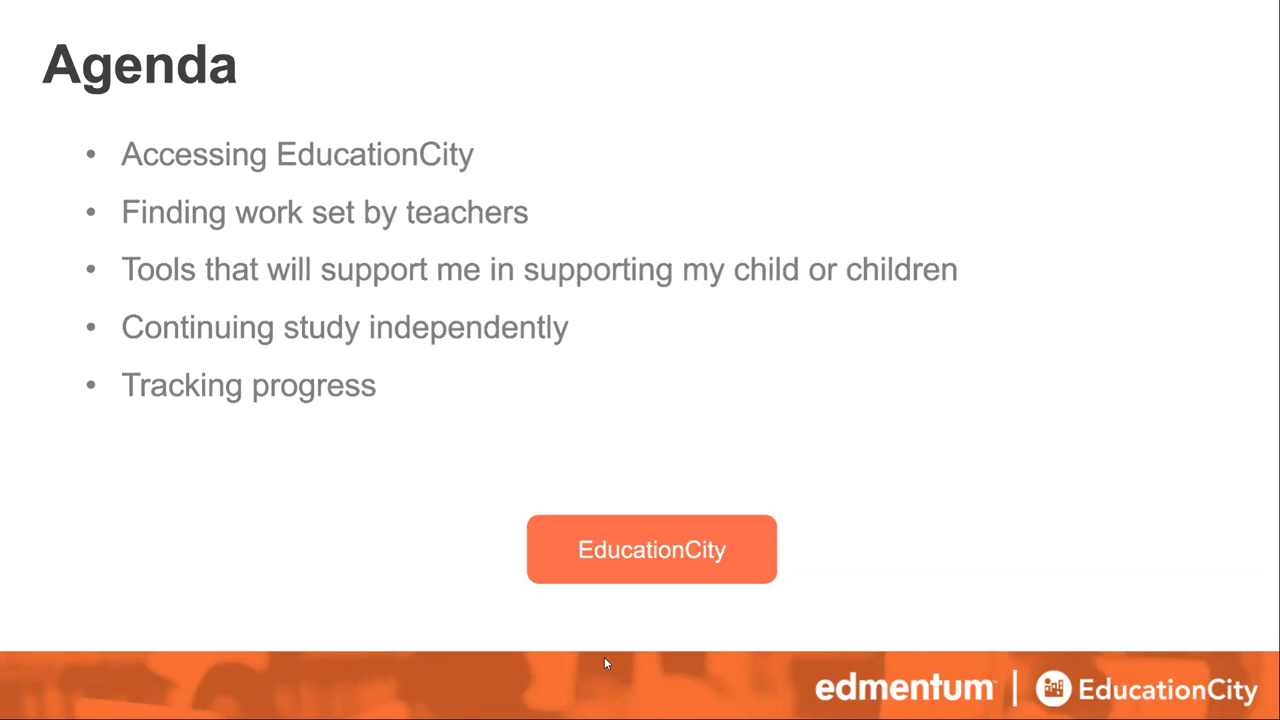 Agenda
• Accessing EducationCity
• Finding work set by teachers
• Tools that will support me in supporting my child or children
• Continuing study independently
• Tracking progress
EducationCity
edmentum™ | EducationCity